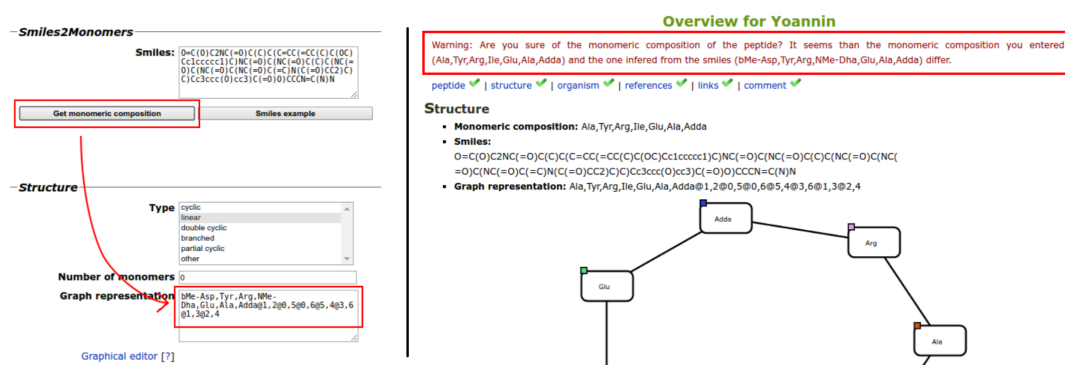 Smiles2Monomers
Smiles:
O=C(O)C2NC(=O)C(C)C(C=CC(=CC(C)C(OC)
Cc1ccccc1)C)NC(=O)C(NC(=O)C(C)C(NC(=
O)C(NC(=O)C(NC(=O)C(=C)N(C(=O)CC2)C)
C)Cc3ccc(O)cc3)C(=O)O)CCCN=C(N)N
Get monomeric composition
Smiles example
Structure
Type
cyclic
linear
double cyclic
branched
partial cyclic
other
Number of monomers 0
Graph representation
bMe-Asp,Tyr,Arg,NMe-
Dha,Glu,Ala,Adda@1,2@0,5@0,6@5,4@3,6
@1,3@2,4
Graphical editor [?]
Overview for Yoannin
Warning: Are you sure of the monomeric composition of the peptide? It seems than the monomeric composition you entered
(Ala,Tyr,Arg,Ile,Glu,Ala,Adda) and the one infered from the smiles (bMe-Asp,Tyr,Arg,NMe-Dha,Glu,Ala,Adda) differ.
peptide | structure | organism | references | links | comment
Structure
Monomeric composition: Ala,Tyr,Arg,Ile,Glu,Ala,Adda
Smiles:
O=C(O)C2NC(=O)C(C)C(C=CC(=CC(C)C(OC)Cc1ccccc1)C)NC(=O)C(NC(=O)C(C)C(NC(=O)C(NC(
=O)C(NC(=O)C(=C)N(C(=O)CC2)C)C)Cc3ccc(O)cc3)C(=O)O)CCCN=C(N)N
Graph representation: Ala,Tyr,Arg,Ile,Glu,Ala,Adda@1,2@0,5@0,6@5,4@3,6@1,3@2,4
Adda
Arg
Glu
Ala